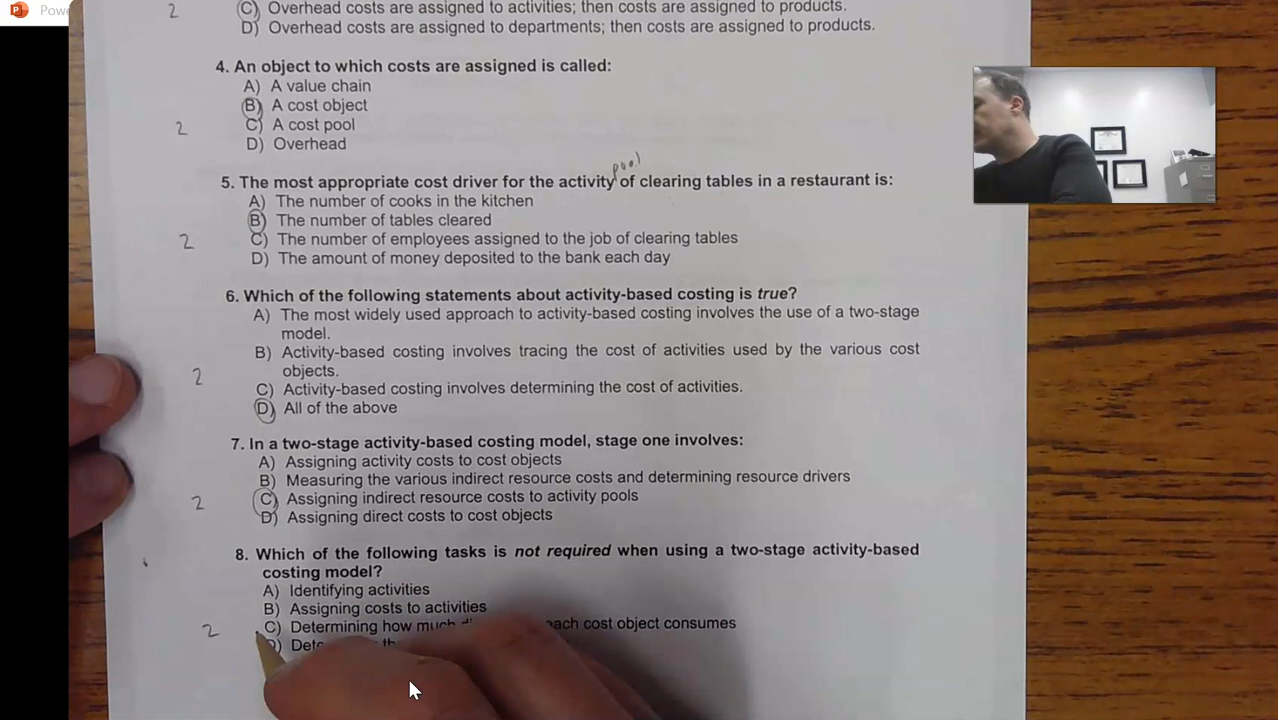 Powe
2
C) Overhead costs are assigned to activities; then costs are assigned to products.
D) Overhead costs are assigned to departments; then costs are assigned to products.
4. An object to which costs are assigned is called:
A) A value chain
B) A cost object
2
C) A cost pool
D) Overhead
pool
5. The most appropriate cost driver for the activity of clearing tables in a restaurant is:
A) The number of cooks in the kitchen
B) The number of tables cleared
2
C) The number of employees assigned to the job of clearing tables
D) The amount of money deposited to the bank each day
6. Which of the following statements about activity-based costing is true?
A) The most widely used approach to activity-based costing involves the use of a two-stage
model.
B) Activity-based costing involves tracing the cost of activities used by the various cost
objects.
2
C) Activity-based costing involves determining the cost of activities.
D) All of the above
7. In a two-stage activity-based costing model, stage one involves:
A) Assigning activity costs to cost objects
B) Measuring the various indirect resource costs and determining resource drivers
2
C) Assigning indirect resource costs to activity pools
D) Assigning direct costs to cost objects
8. Which of the following tasks is not required when using a two-stage activity-based
costing model?
A) Identifying activities
B) Assigning costs to activities
2
C) Determining how much each cost object consumes
D)